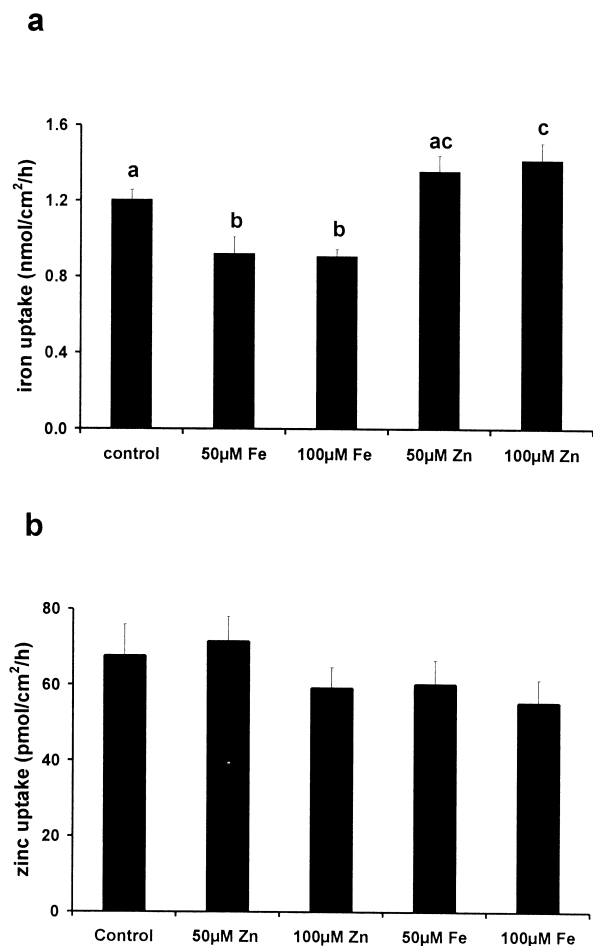 a
iron uptake (nmol/cm²/h)
1.6
1.2
0.8
0.4
0.0
a
b
b
ac
c
control 50µM Fe 100µM Fe 50µM Zn 100µM Zn
b
zinc uptake (pmol/cm²/h)
80
60
40
20
0
Control 50µM Zn 100µM Zn 50µM Fe 100µM Fe